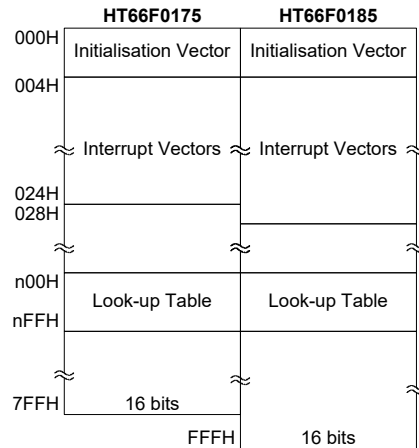 HT66F0175 HT66F0185
000H Initialisation Vector Initialisation Vector
004H
Interrupt Vectors Interrupt Vectors
024H
028H
n00H
Look-up Table Look-up Table
nFFH
7FFH 16 bits
FFFH 16 bits